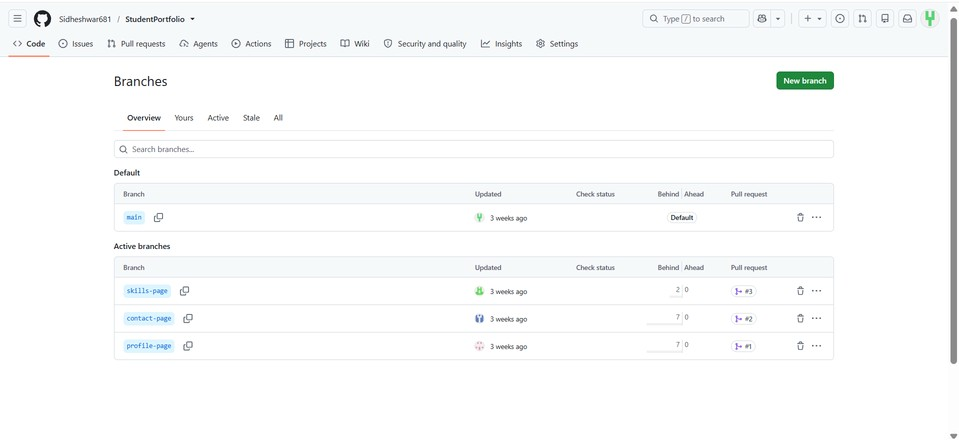 Sidheshwar681 / StudentPortfolio
Type / to search
Code Issues Pull requests Agents Actions Projects Wiki Security and quality Insights Settings
Branches
New branch
Overview Yours Active Stale All
Search branches...
Default
Branch Updated Check status Behind Ahead Pull request
main 3 weeks ago Default
Active branches
Branch Updated Check status Behind Ahead Pull request
skills-page 3 weeks ago 2 0 #3
contact-page 3 weeks ago 7 0 #2
profile-page 3 weeks ago 7 0 #1